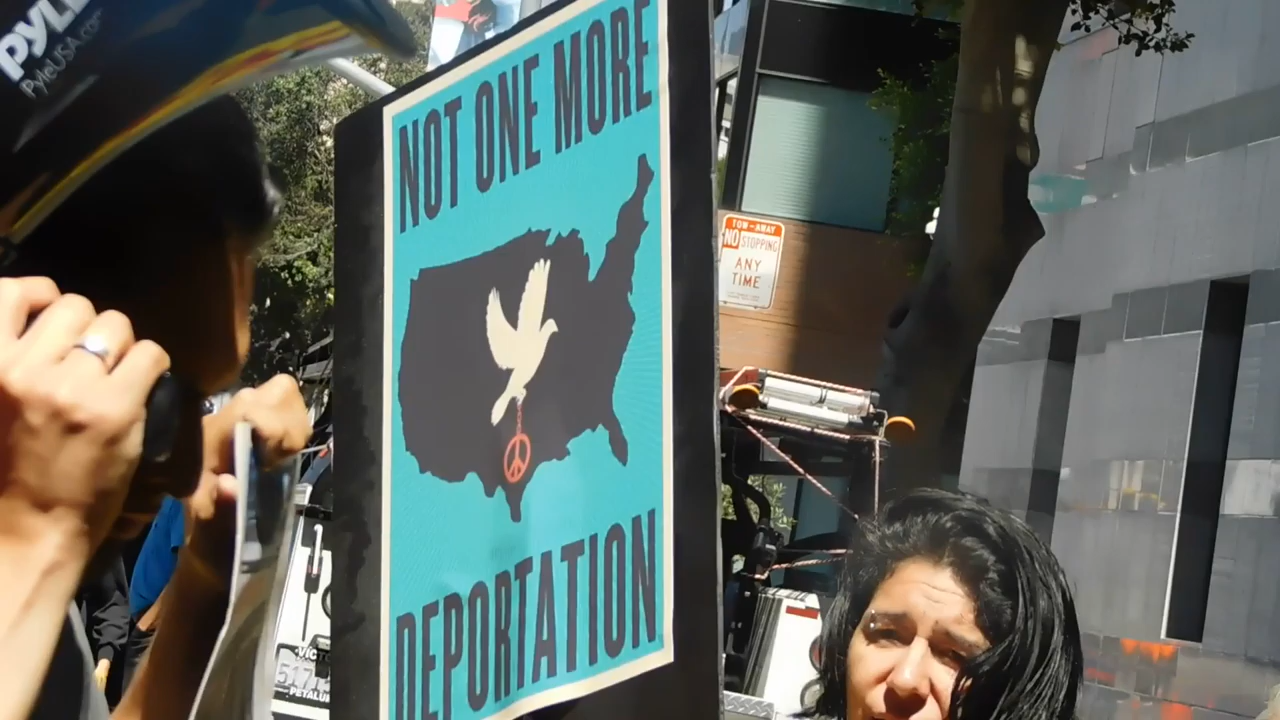 PYLE
PyleUSA.com
NOT ONE MORE
DEPORTATION
TOW-AWAY
NO STOPPING
ANY
TIME